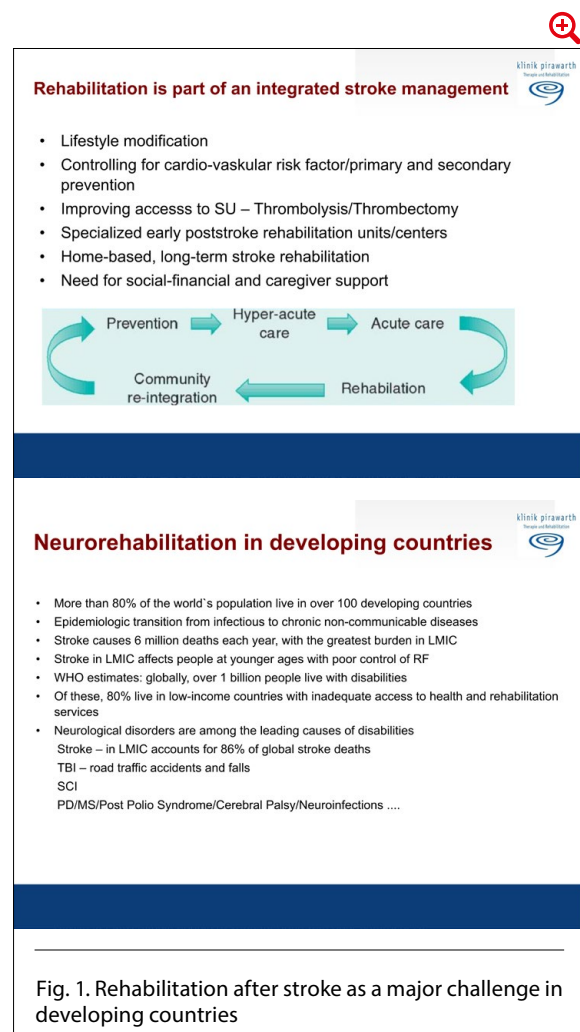 klinik pirawarth
Therapie und Rehabilitation
Rehabilitation is part of an integrated stroke management
• Lifestyle modification
• Controlling for cardio-vaskular risk factor/primary and secondary
prevention
• Improving accesss to SU – Thrombolysis/Thrombectomy
• Specialized early poststroke rehabilitation units/centers
• Home-based, long-term stroke rehabilitation
• Need for social-financial and caregiver support
Prevention
Hyper-acute
care
Acute care
Rehabilation
Community
re-integration
klinik pirawarth
Therapie und Rehabilitation
Neurorehabilitation in developing countries
• More than 80% of the world`s population live in over 100 developing countries
• Epidemiologic transition from infectious to chronic non-communicable diseases
• Stroke causes 6 million deaths each year, with the greatest burden in LMIC
• Stroke in LMIC affects people at younger ages with poor control of RF
• WHO estimates: globally, over 1 billion people live with disabilities
• Of these, 80% live in low-income countries with inadequate access to health and rehabilitation
services
• Neurological disorders are among the leading causes of disabilities
Stroke – in LMIC accounts for 86% of global stroke deaths
TBI – road traffic accidents and falls
SCI
PD/MS/Post Polio Syndrome/Cerebral Palsy/Neuroinfections ....
Fig. 1. Rehabilitation after stroke as a major challenge in
developing countries